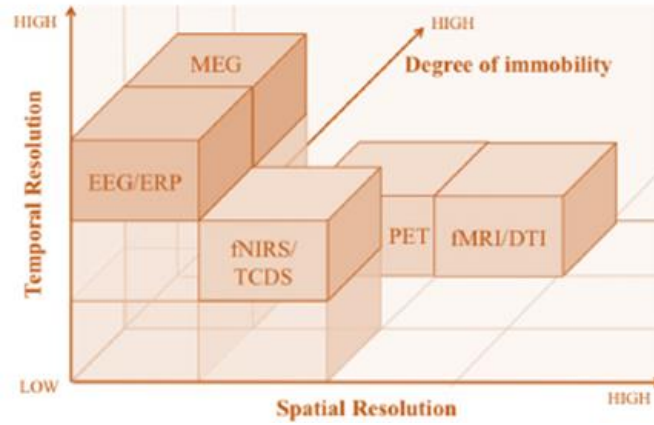 HIGH
HIGH
MEG
Degree of immobility
Temporal Resolution
EEG/ERP
fNIRS/
TCDS
PET
fMRI/DTI
LOW
HIGH
Spatial Resolution